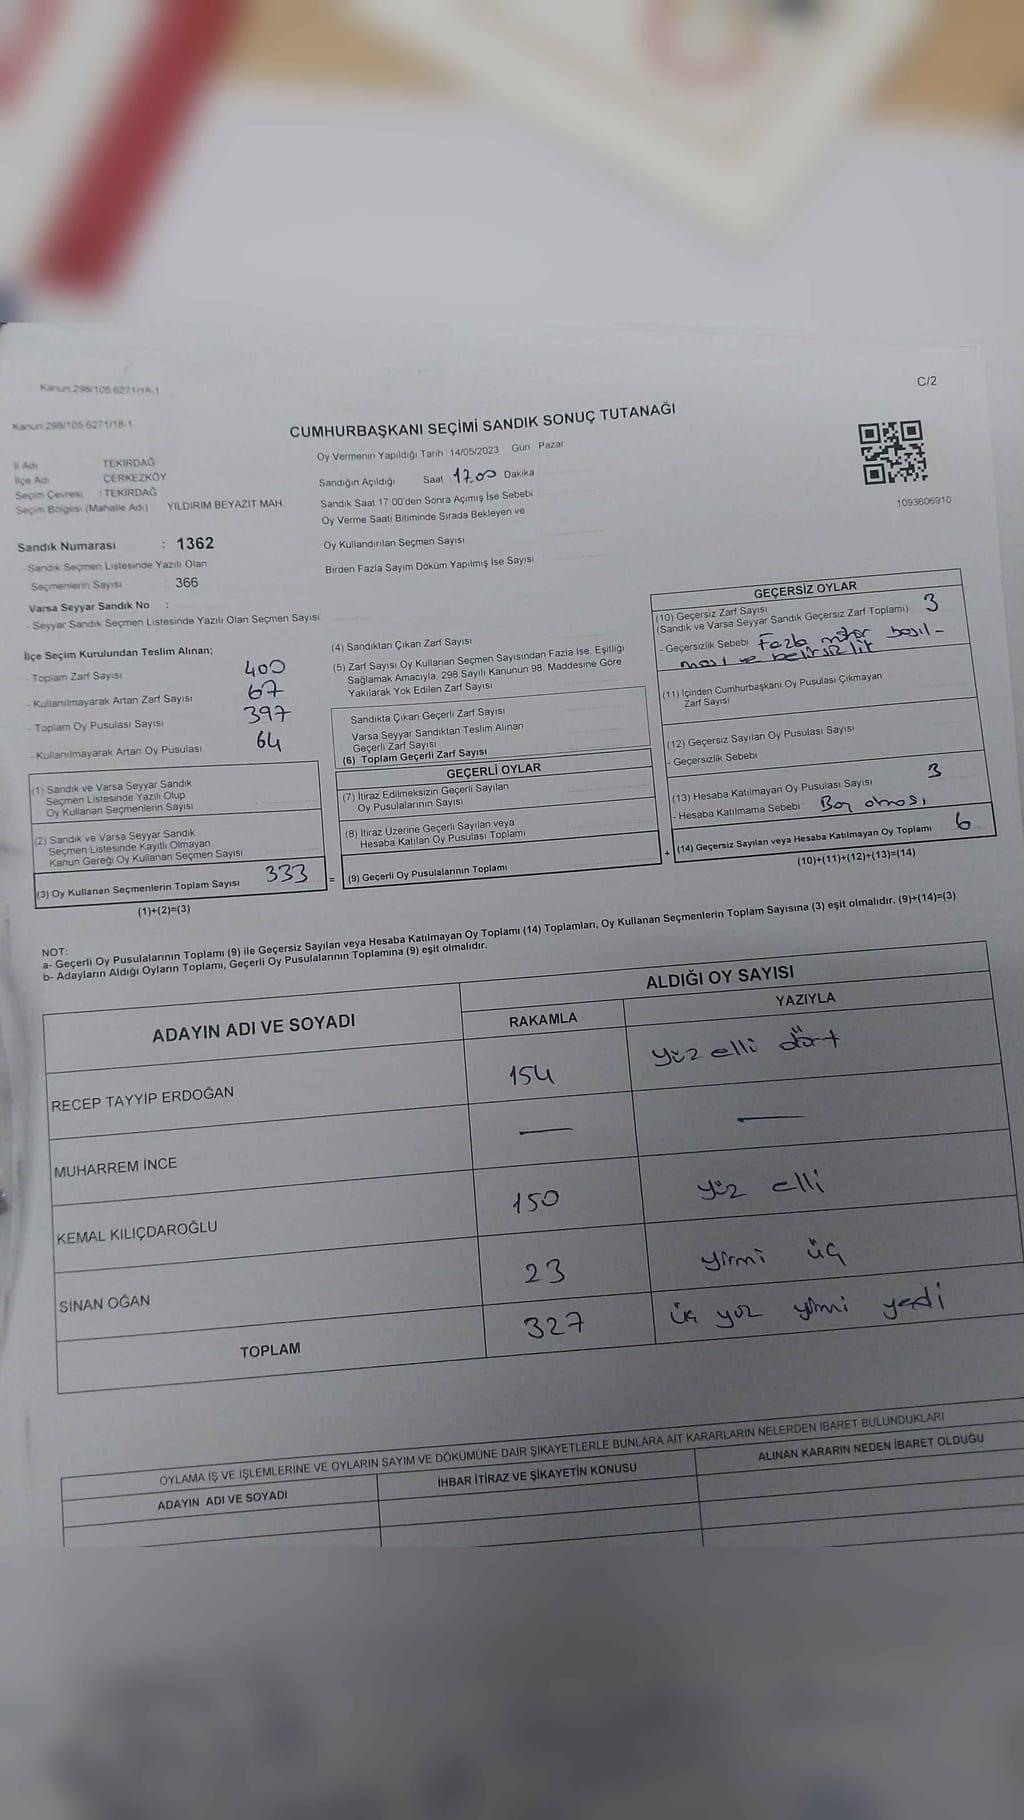 Kanun:298/105.6271/18-1
C/2
Kanun:298/105.6271/18-1
CUMHURBAŞKANI SEÇİMİ SANDIK SONUÇ TUTANAĞI
İl Adı TEKİRDAĞ
İlçe Adı ÇERKEZKÖY
Seçim Çevresi : TEKİRDAĞ
Seçim Bölgesi (Mahalle Adı) YILDIRIM BEYAZIT MAH.
Oy Vermenin Yapıldığı Tarih 14/05/2023 Gün Pazar
Sandığın Açıldığı Saat 17.00 Dakika
Sandık Saat 17.00'den Sonra Açımış İse Sebebi
Oy Verme Saati Bitiminde Sırada Bekleyen ve
Oy Kullandırılan Seçmen Sayısı
Birden Fazla Sayım Döküm Yapılmış İse Sayısı
1093606910
Sandık Numarası : 1362
- Sandık Seçmen Listesinde Yazılı Olan
Seçmenlerin Sayısı : 366
Varsa Seyyar Sandık No :
- Seyyar Sandık Seçmen Listesinde Yazılı Olan Seçmen Sayısı
İlçe Seçim Kurulundan Teslim Alınan;
- Toplam Zarf Sayısı 400
- Kullanılmayarak Artan Zarf Sayısı 67
- Toplam Oy Pusulası Sayısı 397
- Kullanılmayarak Artan Oy Pusulası 64
(1) Sandık ve Varsa Seyyar Sandık
Seçmen Listesinde Yazılı Olup
Oy Kullanan Seçmenlerin Sayısı
(2) Sandık ve Varsa Seyyar Sandık
Seçmen Listesinde Kayıtlı Olmayan
Kanun Gereği Oy Kullanan Seçmen Sayısı
(3) Oy Kullanan Seçmenlerin Toplam Sayısı 333
(1)+(2)=(3)
(4) Sandıktan Çıkan Zarf Sayısı
(5) Zarf Sayısı Oy Kullanan Seçmen Sayısından Fazla İse, Eşitliği
Sağlamak Amacıyla, 298 Sayılı Kanunun 98. Maddesine Göre
Yakılarak Yok Edilen Zarf Sayısı
Sandıkta Çıkan Geçerli Zarf Sayısı
Varsa Seyyar Sandıktan Teslim Alınan
Geçerli Zarf Sayısı
(6) Toplam Geçerli Zarf Sayısı
GEÇERLİ OYLAR
(7) İtiraz Edilmeksizin Geçerli Sayılan
Oy Pusulalarının Sayısı
(8) İtiraz Üzerine Geçerli Sayılan veya
Hesaba Katılan Oy Pusulası Toplamı
= (9) Geçerli Oy Pusulalarının Toplamı
GEÇERSİZ OYLAR
(10) Geçersiz Zarf Sayısı
(Sandık ve Varsa Seyyar Sandık Geçersiz Zarf Toplamı) 3
- Geçersizlik Sebebi Fazla mühür basıl-
ması ve belirsizlik
(11) İçinden Cumhurbaşkanı Oy Pusulası Çıkmayan
Zarf Sayısı
(12) Geçersiz Sayılan Oy Pusulası Sayısı
- Geçersizlik Sebebi
(13) Hesaba Katılmayan Oy Pusulası Sayısı 3
- Hesaba Katılmama Sebebi Boş olması
+ (14) Geçersiz Sayılan veya Hesaba Katılmayan Oy Toplamı 6
(10)+(11)+(12)+(13)=(14)
NOT:
a- Geçerli Oy Pusulalarının Toplamı (9) ile Geçersiz Sayılan veya Hesaba Katılmayan Oy Toplamı (14) Toplamları, Oy Kullanan Seçmenlerin Toplam Sayısına (3) eşit olmalıdır. (9)+(14)=(3)
b- Adayların Aldığı Oyların Toplamı, Geçerli Oy Pusulalarının Toplamına (9) eşit olmalıdır.
ADAYIN ADI VE SOYADI
ALDIĞI OY SAYISI
RAKAMLA YAZIYLA
RECEP TAYYİP ERDOĞAN 154 yüz elli dört
MUHARREM İNCE — —
KEMAL KILIÇDAROĞLU 150 yüz elli
SİNAN OĞAN 23 yirmi üç
TOPLAM 327 üç yüz yirmi yedi
OYLAMA İŞ VE İŞLEMLERİNE VE OYLARIN SAYIM VE DÖKÜMÜNE DAİR ŞİKAYETLERLE BUNLARA AİT KARARLARIN NELERDEN İBARET BULUNDUKLARI
ADAYIN ADI VE SOYADI İHBAR İTİRAZ VE ŞİKAYETİN KONUSU ALINAN KARARIN NEDEN İBARET OLDUĞU